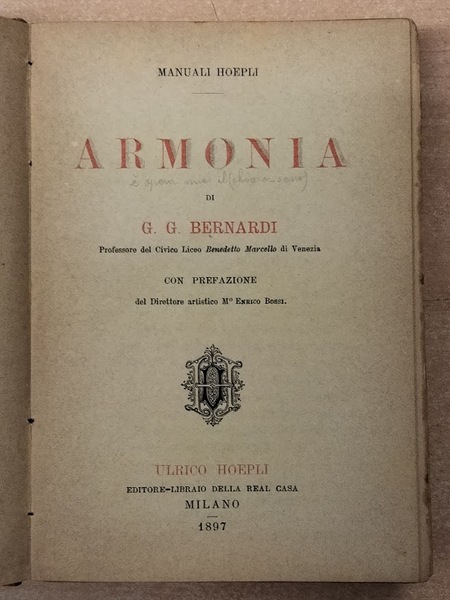 MANUALI HOEPLI
ARMONIA
DI
G. G. BERNARDI
Professore del Civico Liceo Benedetto Marcello di Venezia
CON PREFAZIONE
del Direttore artistico Mº ENRICO BOSSI.
ULRICO HOEPLI
EDITORE-LIBRAIO DELLA REAL CASA
MILANO
1897